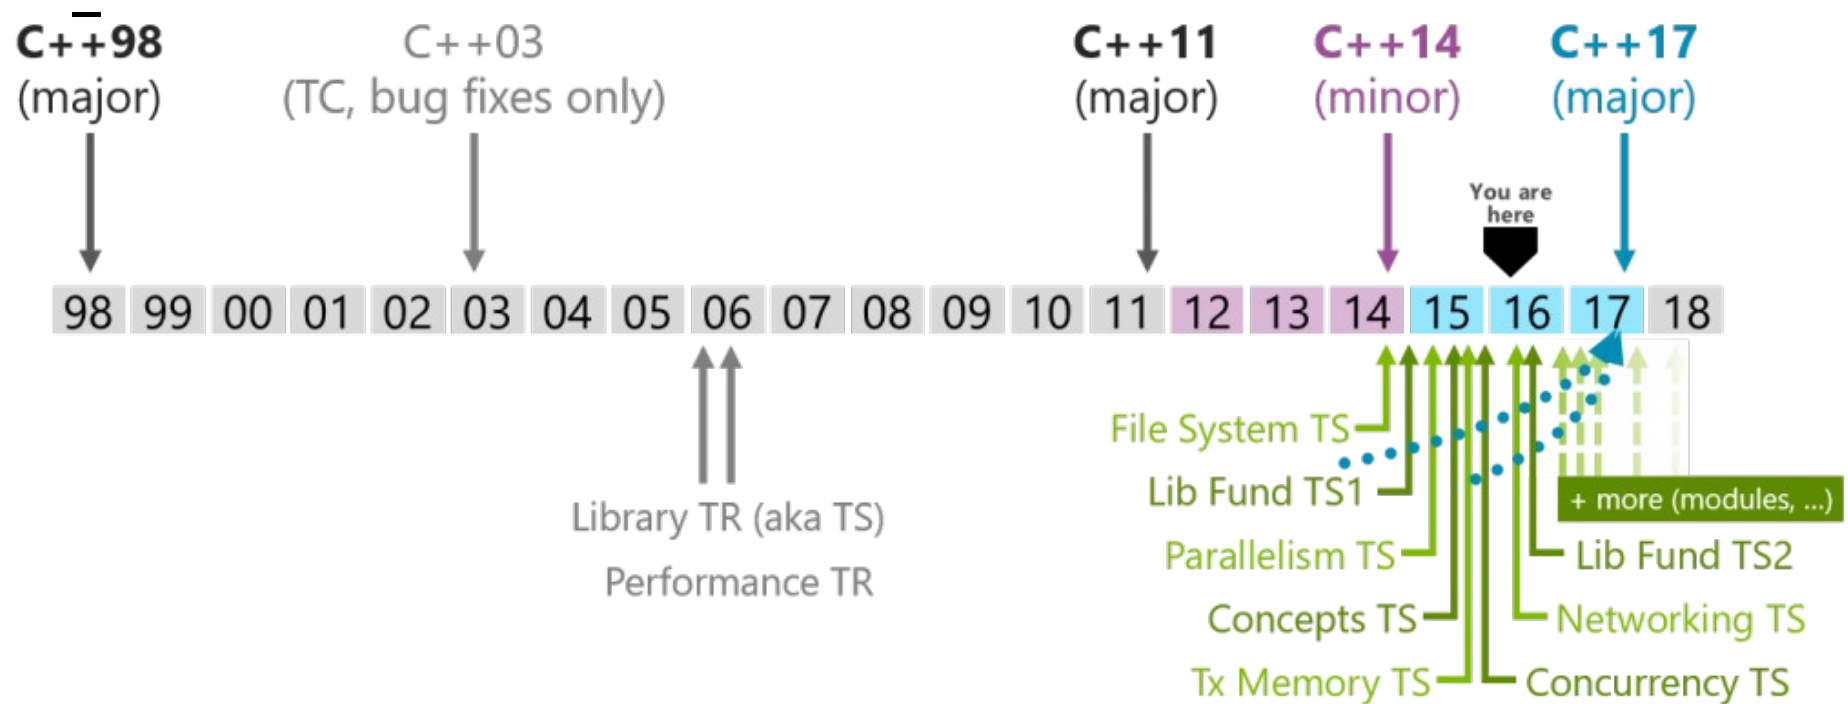 C++98
(major)
C++03
(TC, bug fixes only)
C++11
(major)
C++14
(minor)
C++17
(major)
You are
here
98 99 00 01 02 03 04 05 06 07 08 09 10 11 12 13 14 15 16 17 18
File System TS
Lib Fund TS1
Parallelism TS
Concepts TS
Tx Memory TS
+ more (modules, ...)
Lib Fund TS2
Networking TS
Concurrency TS
Library TR (aka TS)
Performance TR